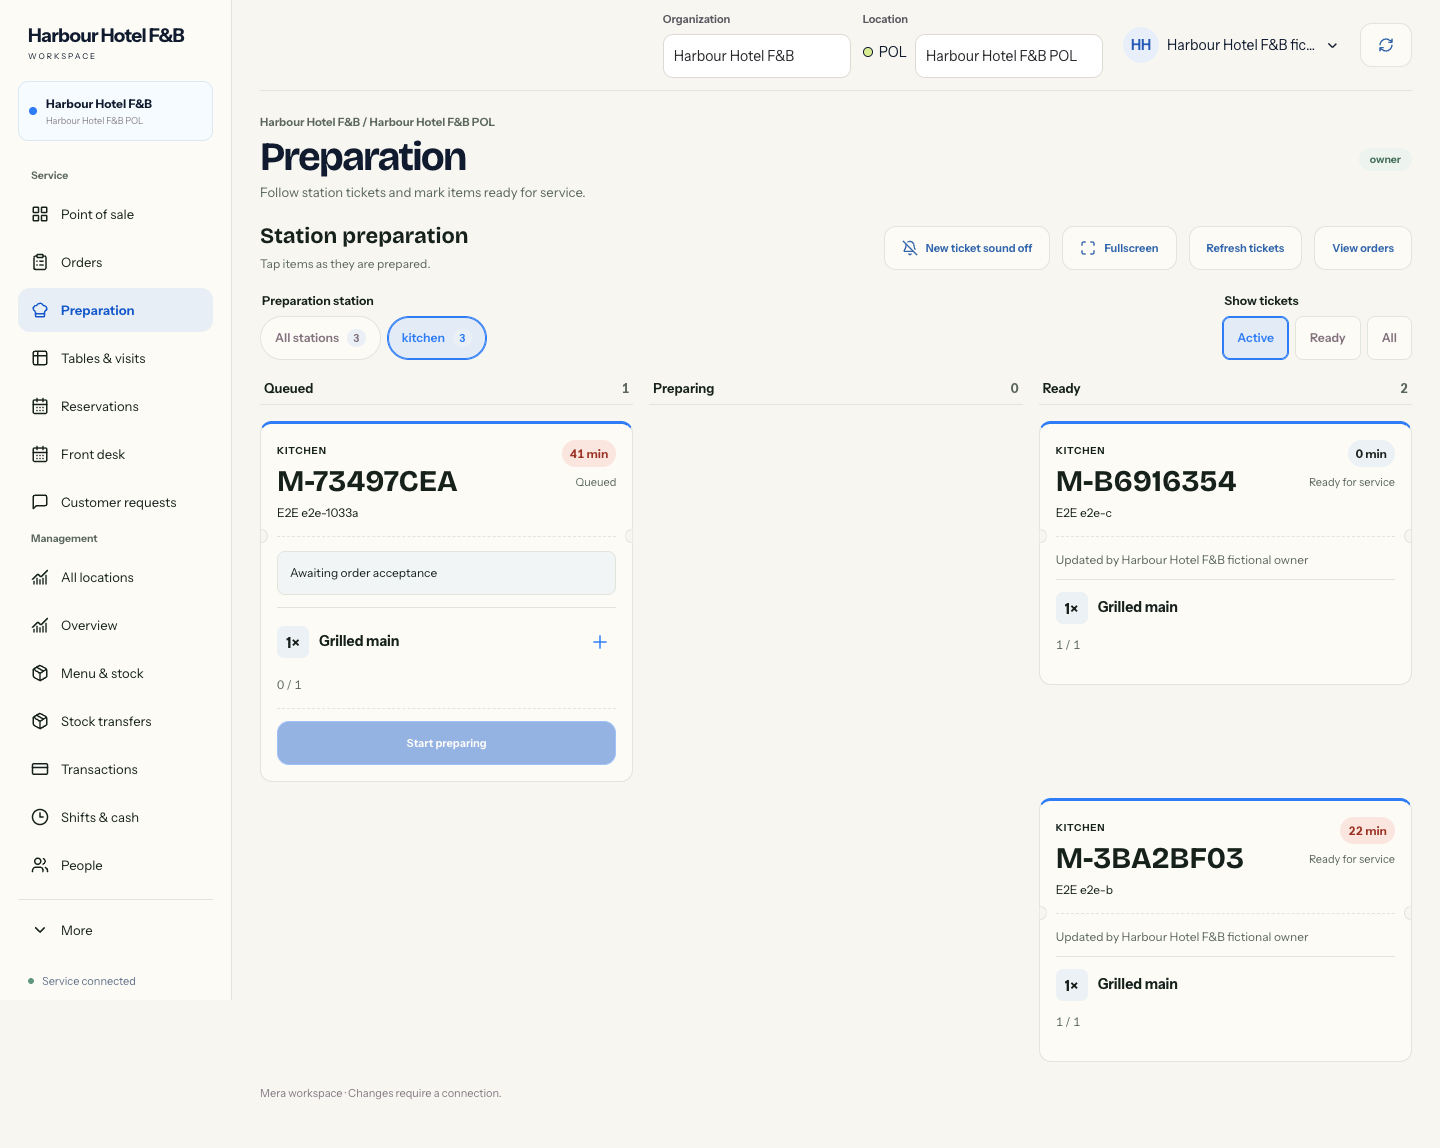 Harbour Hotel F&B
WORKSPACE
Harbour Hotel F&B
Harbour Hotel F&B POL
Service
Point of sale
Orders
Preparation
Tables & visits
Reservations
Front desk
Customer requests
Management
All locations
Overview
Menu & stock
Stock transfers
Transactions
Shifts & cash
People
More
Service connected
Organization
Harbour Hotel F&B
Location
POL
Harbour Hotel F&B POL
HH
Harbour Hotel F&B fic...
Harbour Hotel F&B / Harbour Hotel F&B POL
Preparation
Follow station tickets and mark items ready for service.
owner
Station preparation
Tap items as they are prepared.
New ticket sound off
Fullscreen
Refresh tickets
View orders
Preparation station
All stations 3
kitchen 3
Show tickets
Active
Ready
All
Queued 1
KITCHEN
41 min
M-73497CEA
Queued
E2E e2e-1033a
Awaiting order acceptance
1× Grilled main
0 / 1
Start preparing
Preparing 0
Ready 2
KITCHEN
0 min
M-B6916354
Ready for service
E2E e2e-c
Updated by Harbour Hotel F&B fictional owner
1× Grilled main
1 / 1
KITCHEN
22 min
M-3BA2BF03
Ready for service
E2E e2e-b
Updated by Harbour Hotel F&B fictional owner
1× Grilled main
1 / 1
Mera workspace · Changes require a connection.